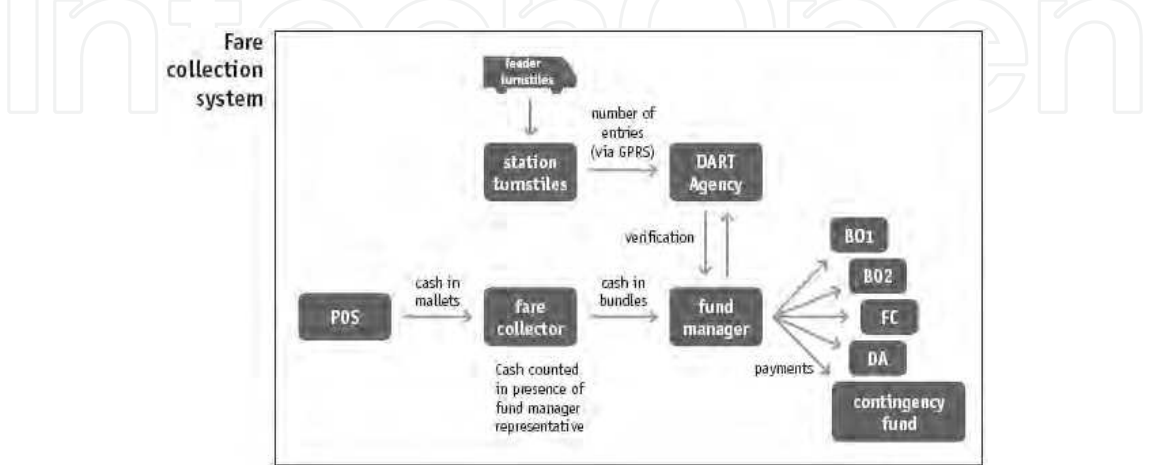 Fare
collection
system
feeder
turnstiles
number of
entries
(via GPRS)
station
turnstiles
DART
Agency
verification
BO1
BO2
cash in
mallets
cash in
bundles
POS
fare
collector
fund
manager
FC
DA
payments
Cash counted
in presence of
fund manager
representative
contingency
fund
IntechOpen